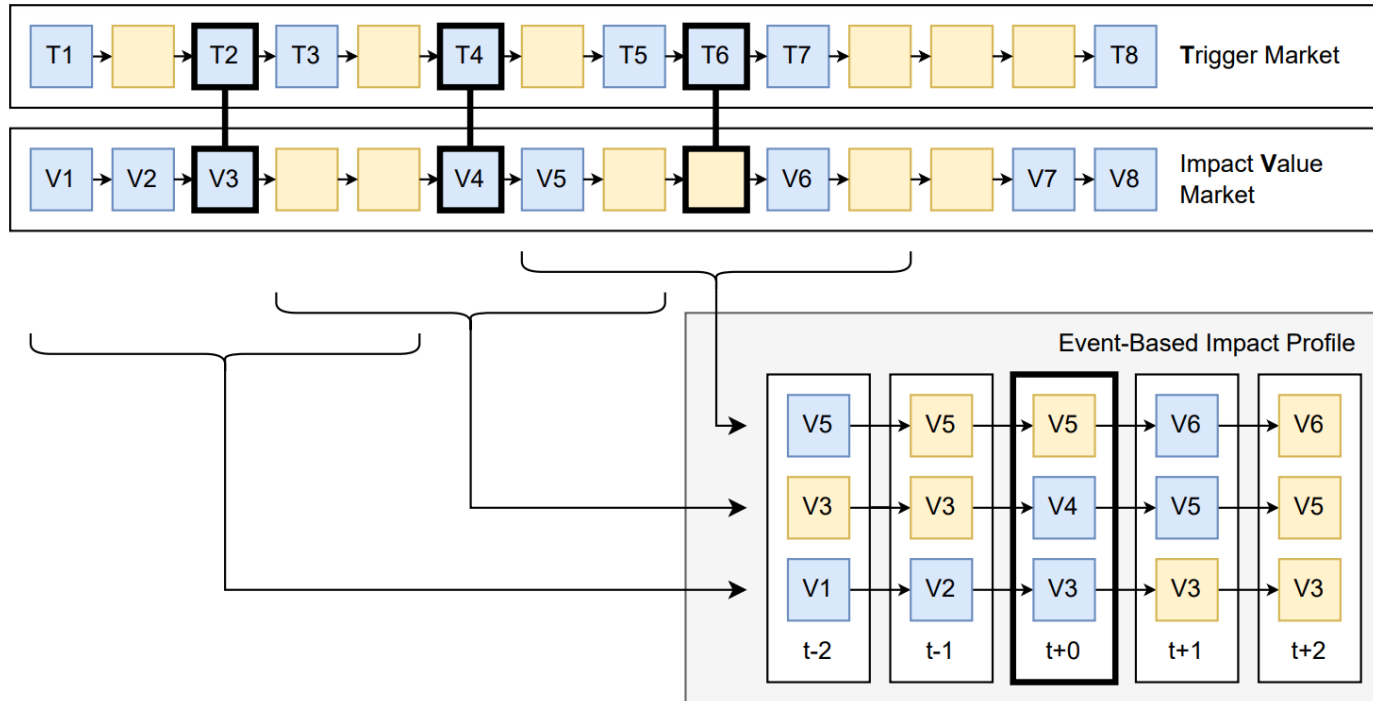 T1 T2 T3 T4 T5 T6 T7 T8 Trigger Market
V1 V2 V3 V4 V5 V6 V7 V8 Impact Value
Market
Event-Based Impact Profile
V5 V5 V5 V6 V6
V3 V3 V4 V5 V5
V1 V2 V3 V3 V3
t-2 t-1 t+0 t+1 t+2